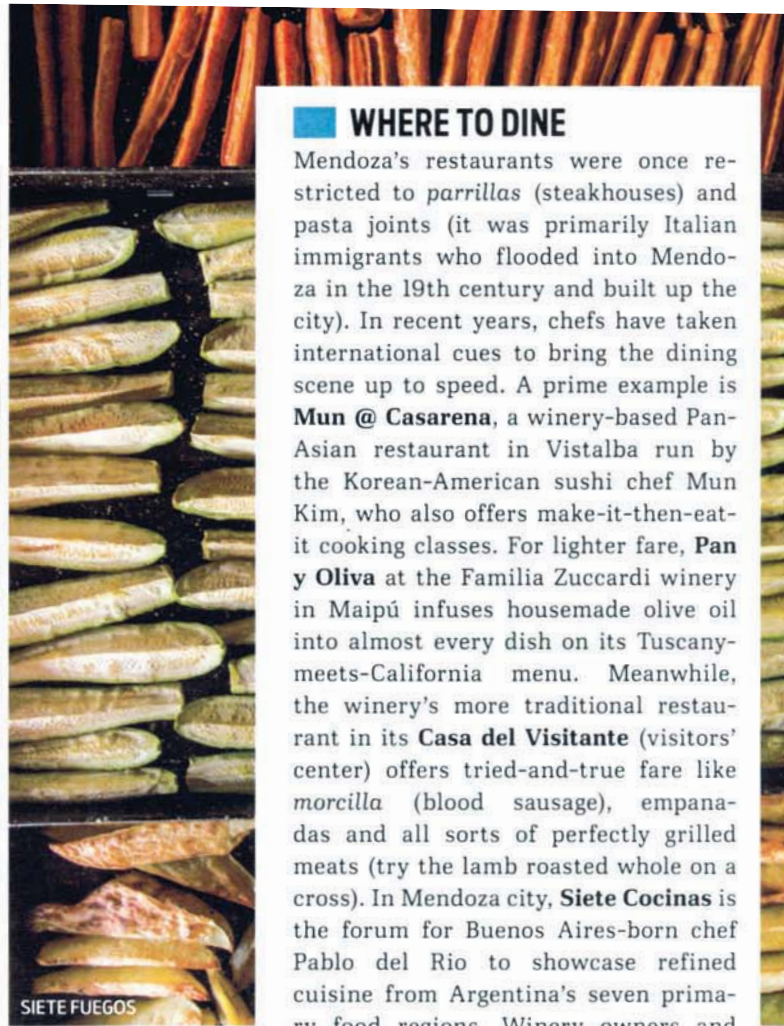 WHERE TO DINE
Mendoza's restaurants were once re-
stricted to parrillas (steakhouses) and
pasta joints (it was primarily Italian
immigrants who flooded into Mendo-
za in the 19th century and built up the
city). In recent years, chefs have taken
international cues to bring the dining
scene up to speed. A prime example is
Mun @ Casarena, a winery-based Pan-
Asian restaurant in Vistalba run by
the Korean-American sushi chef Mun
Kim, who also offers make-it-then-eat-
it cooking classes. For lighter fare, Pan
y Oliva at the Familia Zuccardi winery
in Maipú infuses housemade olive oil
into almost every dish on its Tuscany-
meets-California menu. Meanwhile,
the winery's more traditional restau-
rant in its Casa del Visitante (visitors'
center) offers tried-and-true fare like
morcilla (blood sausage), empana-
das and all sorts of perfectly grilled
meats (try the lamb roasted whole on a
cross). In Mendoza city, Siete Cocinas is
the forum for Buenos Aires-born chef
Pablo del Rio to showcase refined
cuisine from Argentina's seven prima-
ry food regions. Winery owners and
SIETE FUEGOS